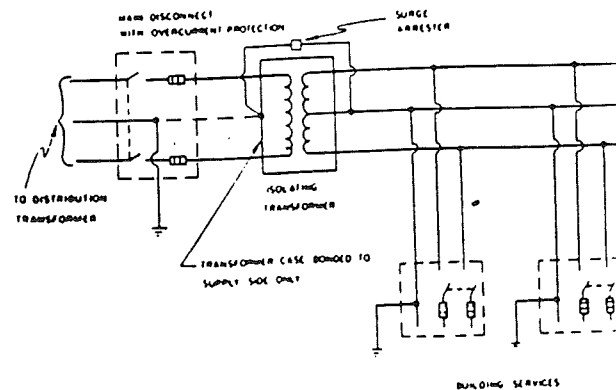 MAIN DISCONNECT
WITH OVERCURRENT PROTECTION
SURGE
ARRESTER
TO DISTRIBUTION
TRANSFORMER
ISOLATING
TRANSFORMER
TRANSFORMER CASE BONDED TO
SUPPLY SIDE ONLY
BUILDING SERVICES